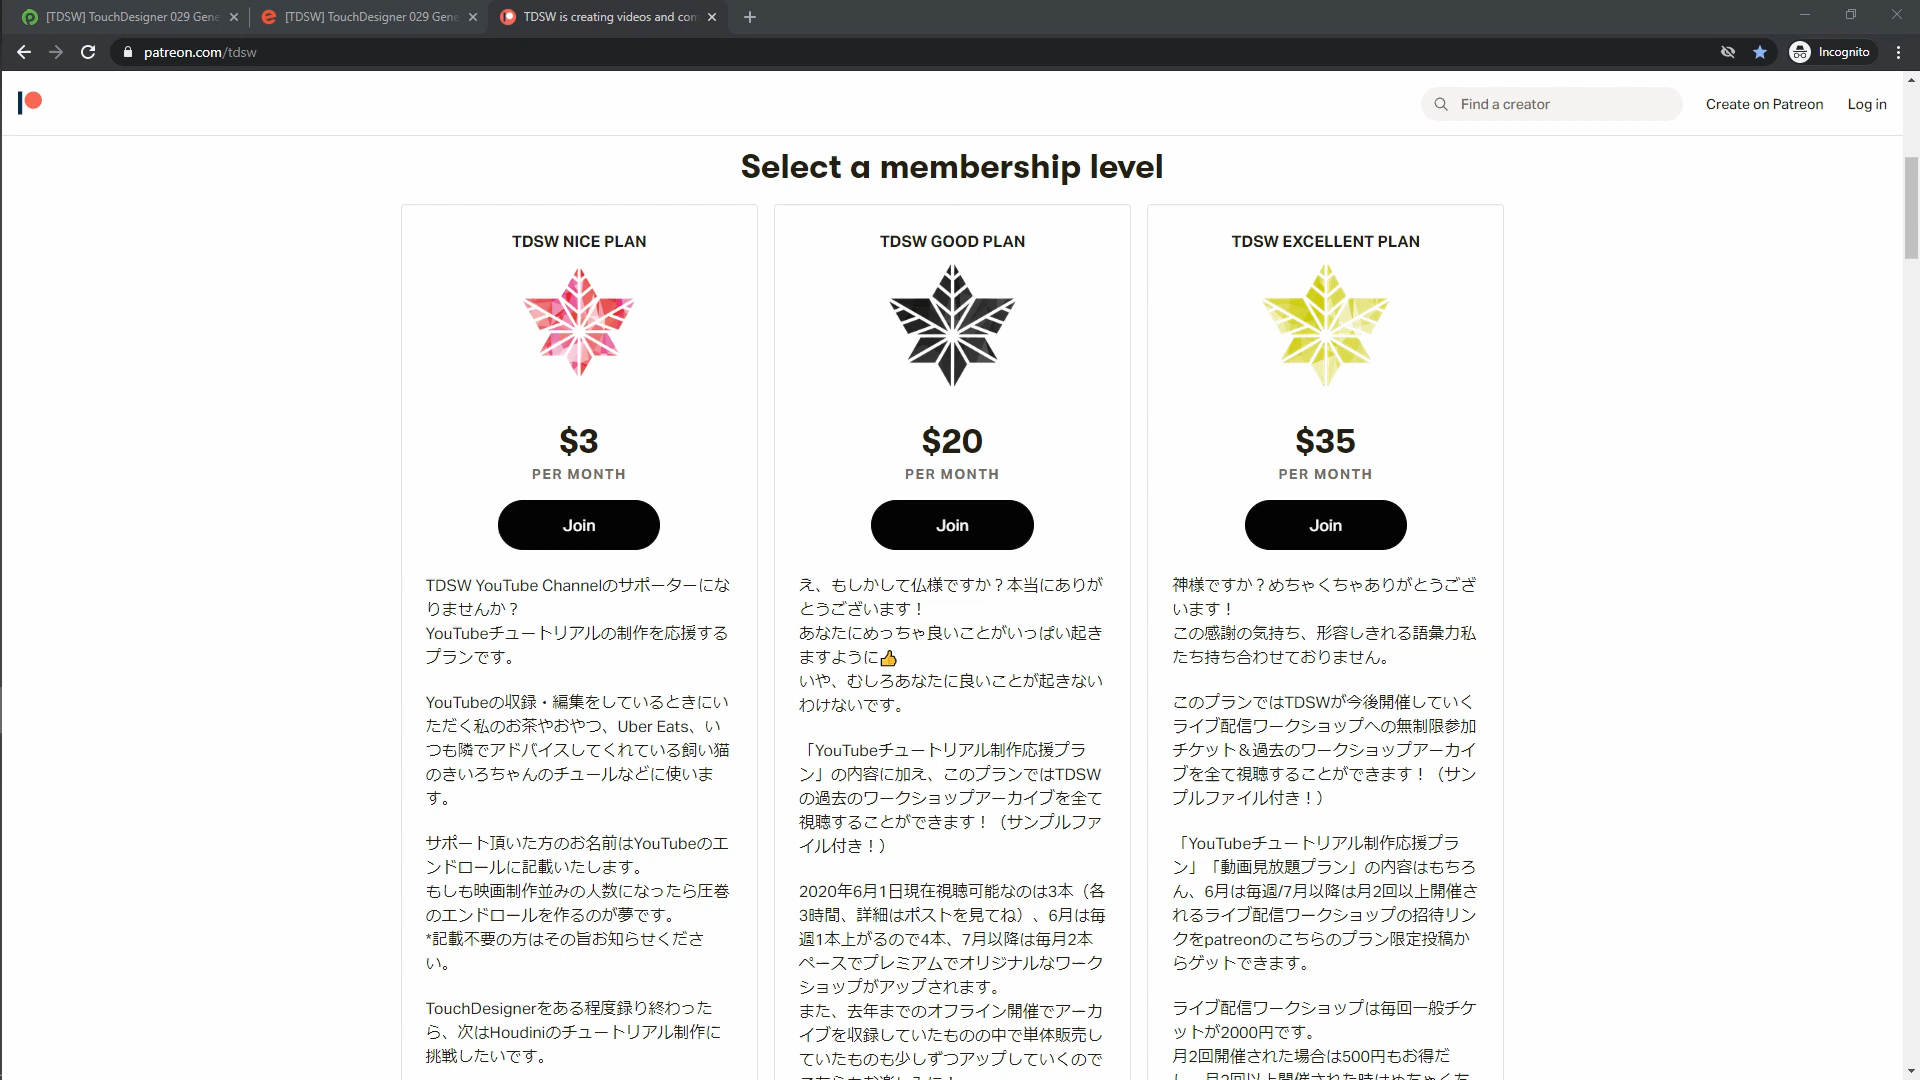 [TDSW] TouchDesigner 029 Gene
[TDSW] TouchDesigner 029 Gene
TDSW is creating videos and com
patreon.com/tdsw
Incognito
Find a creator
Create on Patreon
Log in
Select a membership level
TDSW NICE PLAN
$3
PER MONTH
Join
TDSW YouTube Channelのサポーターにな
りませんか？
YouTubeチュートリアルの制作を応援する
プランです。
YouTubeの収録・編集をしているときにい
ただく私のお茶やおやつ、Uber Eats、い
つも隣でアドバイスしてくれている飼い猫
のきいろちゃんのチュールなどに使いま
す。
サポート頂いた方のお名前はYouTubeのエ
ンドロールに記載いたします。
もしも映画制作並みの人数になったら圧巻
のエンドロールを作るのが夢です。
*記載不要の方はその旨お知らせくださ
い。
TouchDesignerをある程度録り終わった
ら、次はHoudiniのチュートリアル制作に
挑戦したいです。
TDSW GOOD PLAN
$20
PER MONTH
Join
え、もしかして仏様ですか？本当にありが
とうございます！
あなたにめっちゃ良いことがいっぱい起き
ますように👍
いや、むしろあなたに良いことが起きない
わけないです。
「YouTubeチュートリアル制作応援プラ
ン」の内容に加え、このプランではTDSW
の過去のワークショップアーカイブを全て
視聴することができます！（サンプルファ
イル付き！）
2020年6月1日現在視聴可能なのは3本（各
3時間、詳細はポストを見てね）、6月は毎
週1本上がるので4本、7月以降は毎月2本
ペースでプレミアムでオリジナルなワーク
ショップがアップされます。
また、去年までのオフライン開催でアーカ
イブを収録していたものの中で単体販売し
ていたものも少しずつアップしていくので
TDSW EXCELLENT PLAN
$35
PER MONTH
Join
神様ですか？めちゃくちゃありがとうござ
います！
この感謝の気持ち、形容しきれる語彙力私
たち持ち合わせておりません。
このプランではTDSWが今後開催していく
ライブ配信ワークショップへの無制限参加
チケット＆過去のワークショップアーカイ
ブを全て視聴することができます！（サン
プルファイル付き！）
「YouTubeチュートリアル制作応援プラ
ン」「動画見放題プラン」の内容はもちろ
ん、6月は毎週/7月以降は月2回以上開催さ
れるライブ配信ワークショップの招待リン
クをpatreonのこちらのプラン限定投稿か
らゲットできます。
ライブ配信ワークショップは毎回一般チケ
ットが2000円です。
月2回開催された場合は500円もお得だ